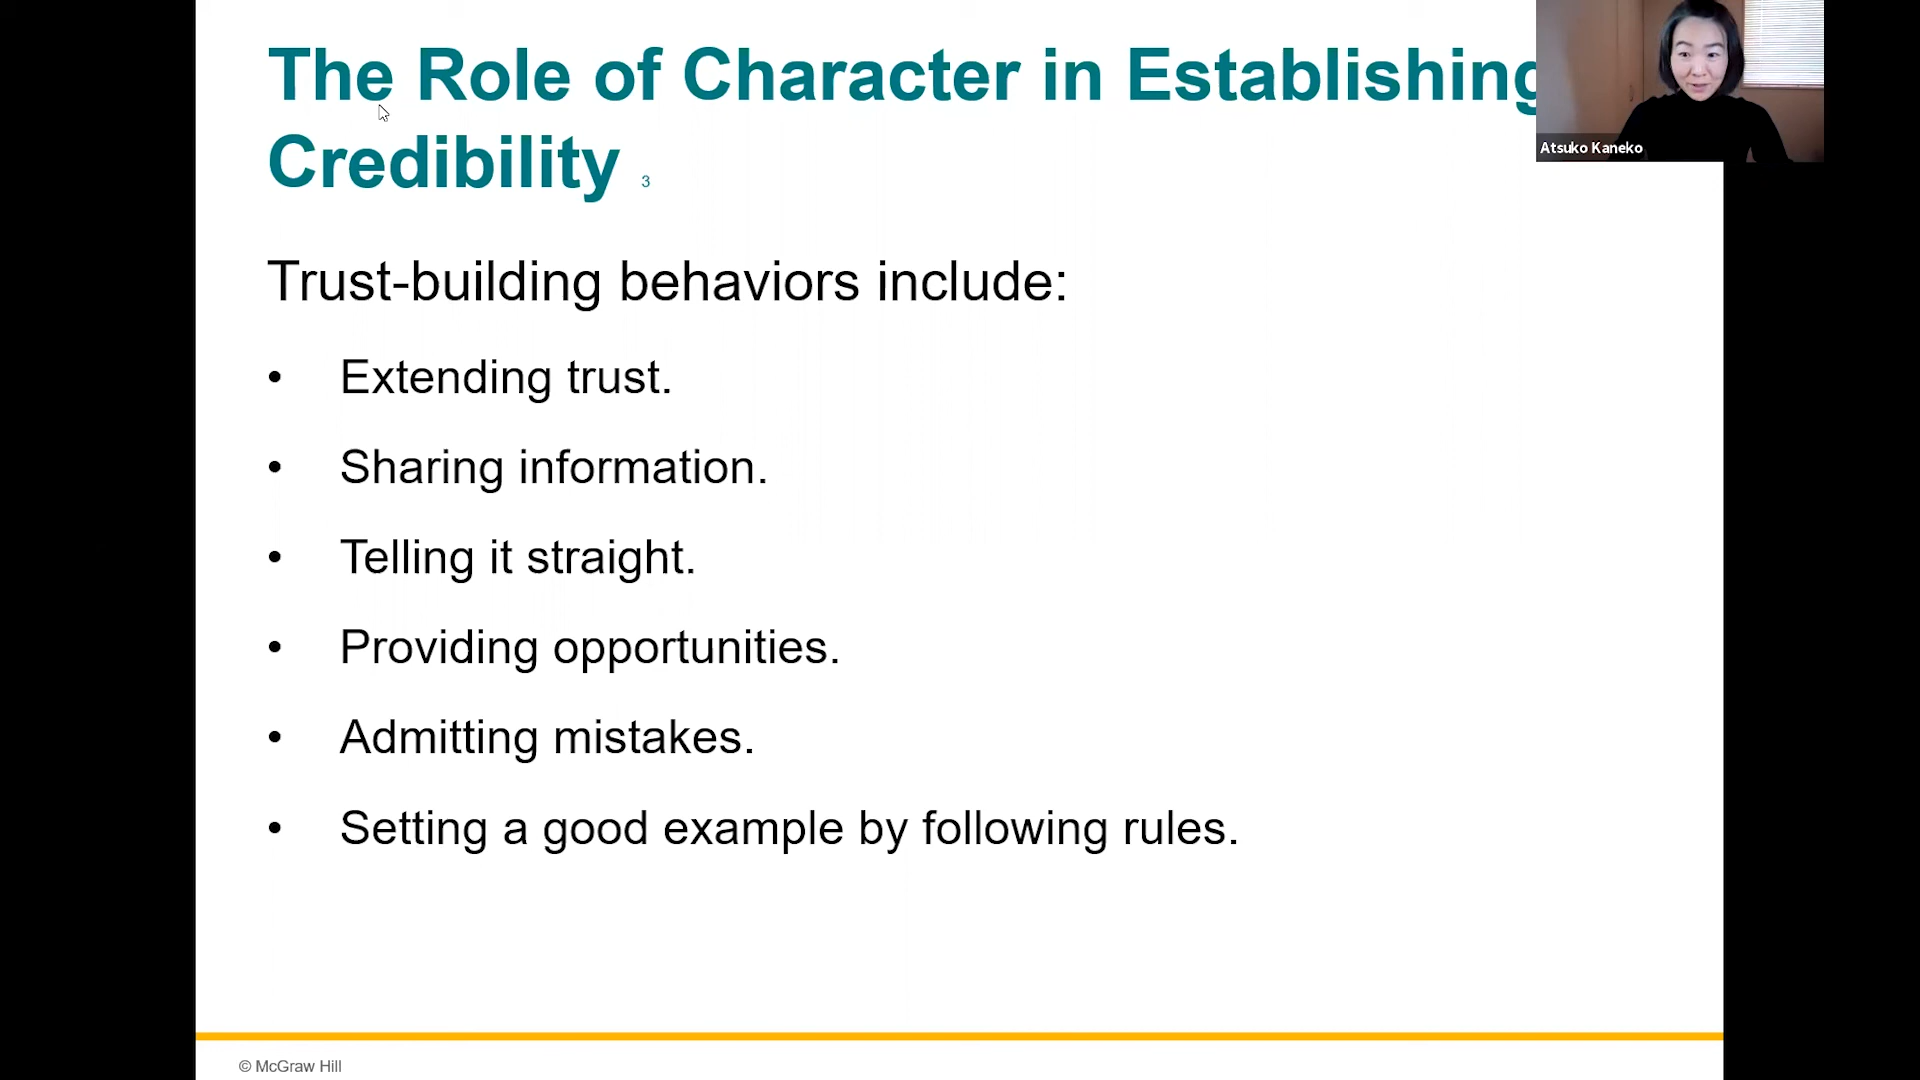 The Role of Character in Establishing
Credibility 3
Atsuko Kaneko
Trust-building behaviors include:
• Extending trust.
• Sharing information.
• Telling it straight.
• Providing opportunities.
• Admitting mistakes.
• Setting a good example by following rules.
© McGraw Hill